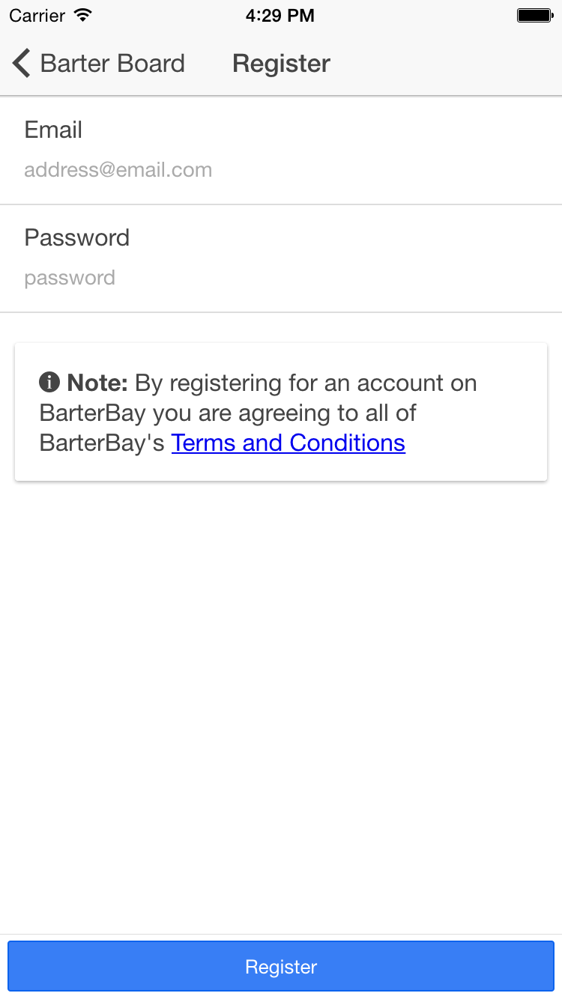 Carrier 4:29 PM
Barter Board Register
Email
address@email.com
Password
password
Note: By registering for an account on
BarterBay you are agreeing to all of
BarterBay's Terms and Conditions
Register